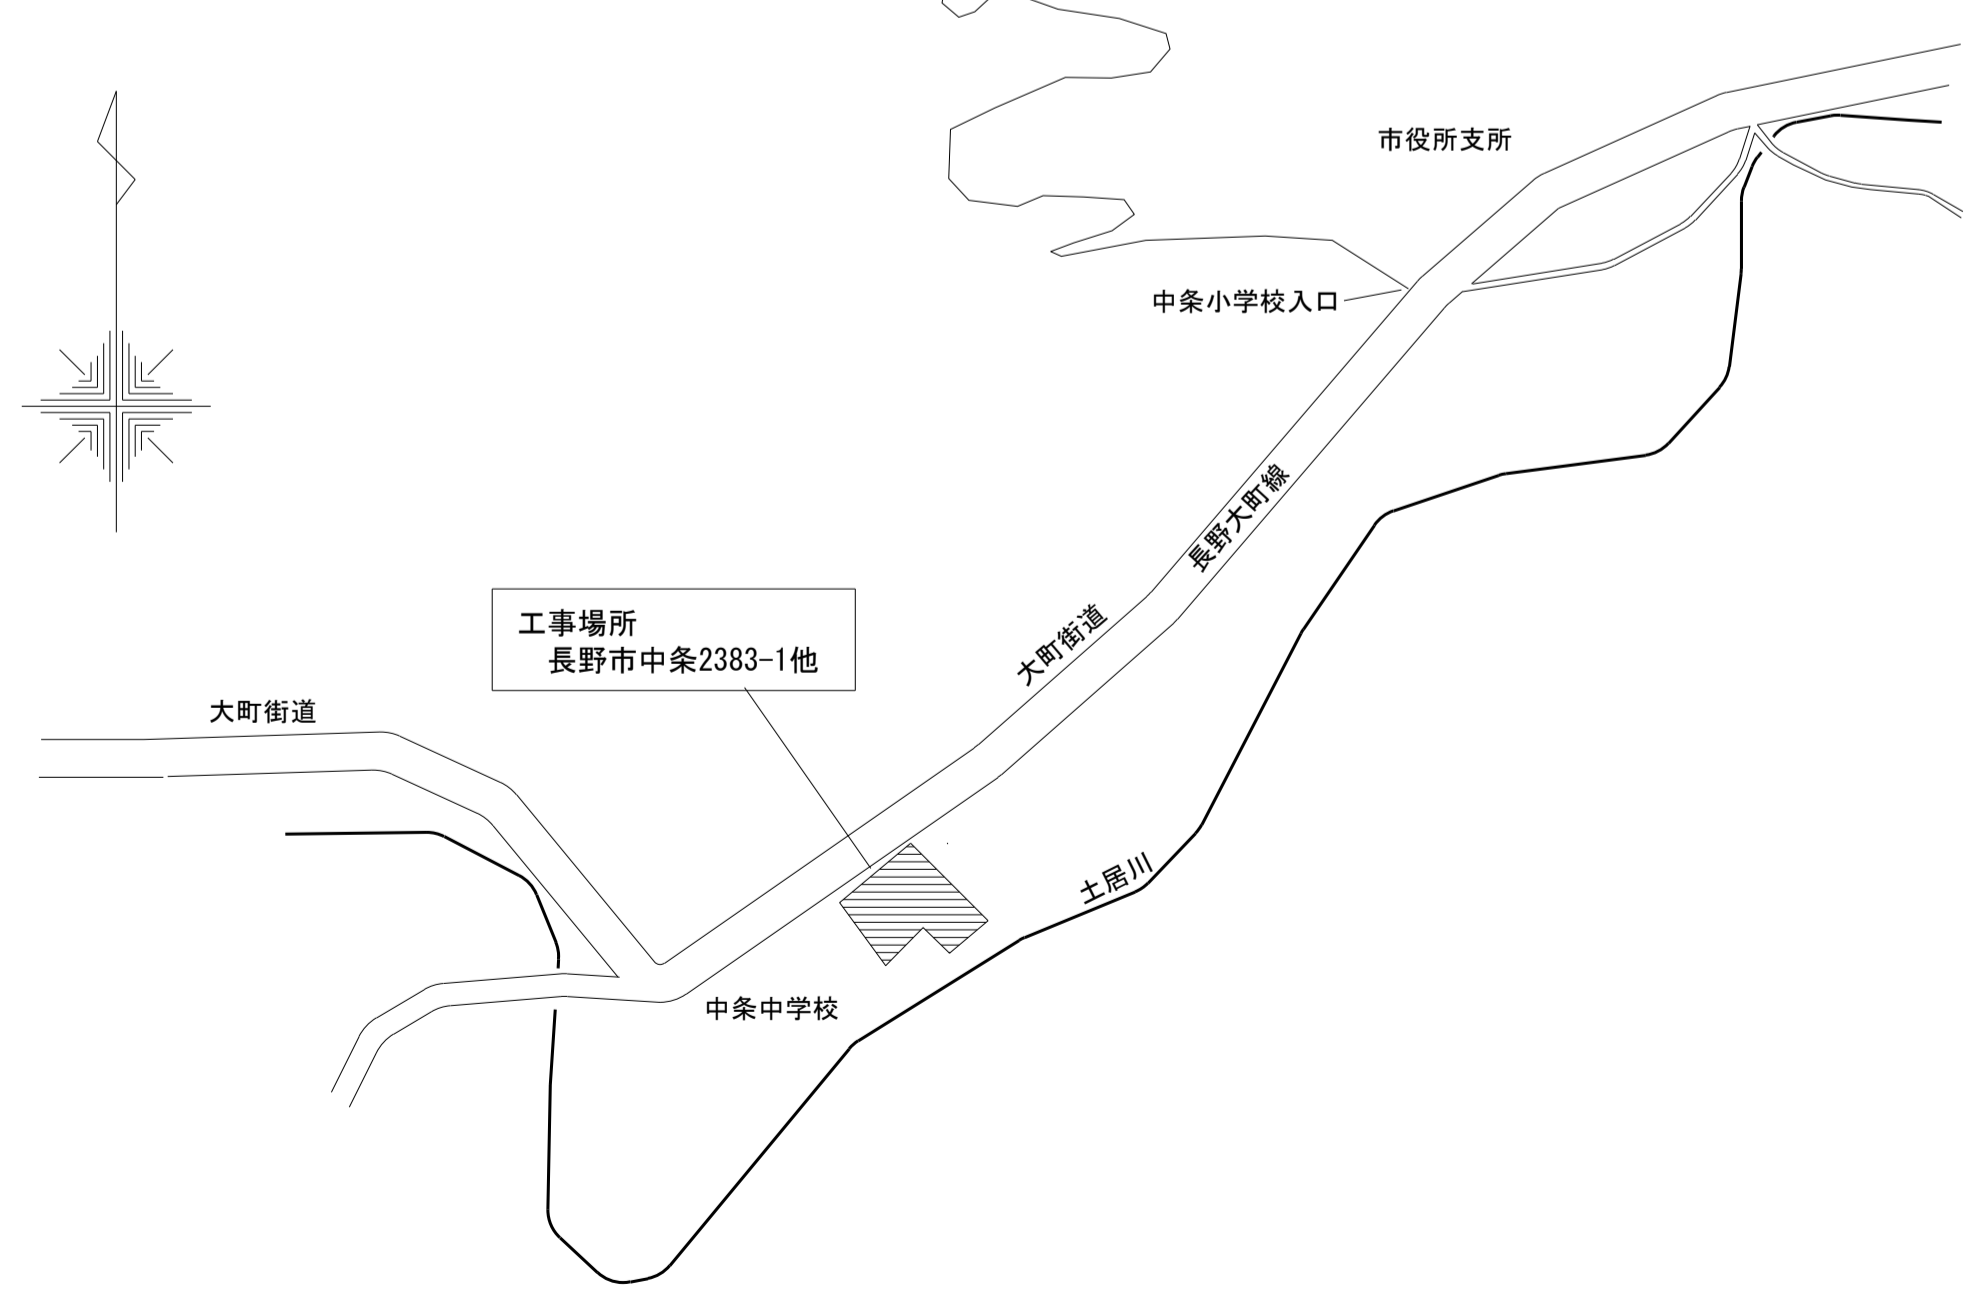 市役所支所
中条小学校入口
長野大町線
工事場所
長野市中条2383-1他
大町街道
大町街道
土居川
中条中学校